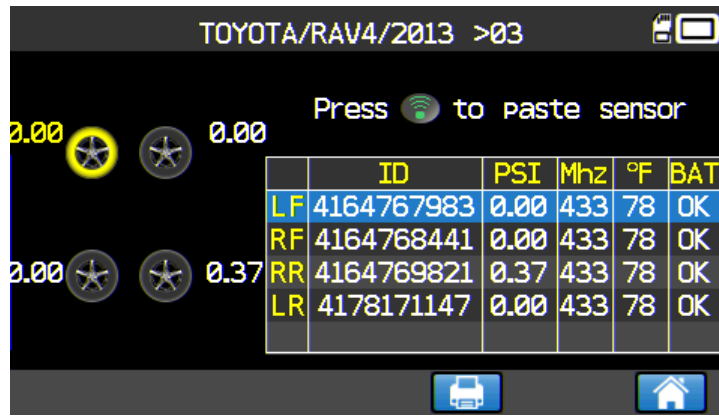 TOYOTA/RAV4/2013 >03
Press to paste sensor
0.00 0.00
0.00 0.37
ID PSI Mhz °F BAT
LF 4164767983 0.00 433 78 OK
RF 4164768441 0.00 433 78 OK
RR 4164769821 0.37 433 78 OK
LR 4178171147 0.00 433 78 OK